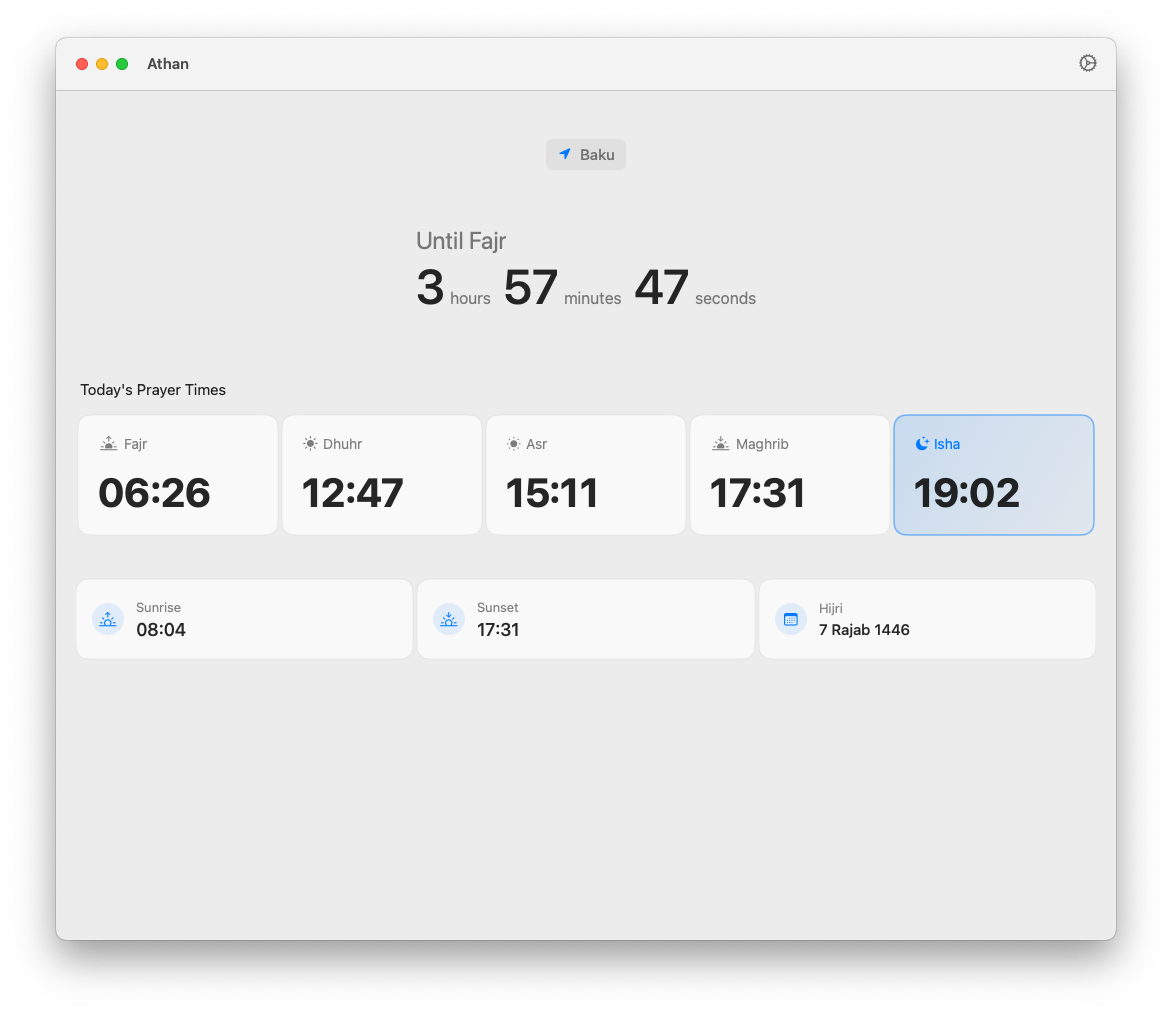 Athan
Baku
Until Fajr
3 hours 57 minutes 47 seconds
Today's Prayer Times
Fajr
06:26
Dhuhr
12:47
Asr
15:11
Maghrib
17:31
Isha
19:02
Sunrise
08:04
Sunset
17:31
Hijri
7 Rajab 1446